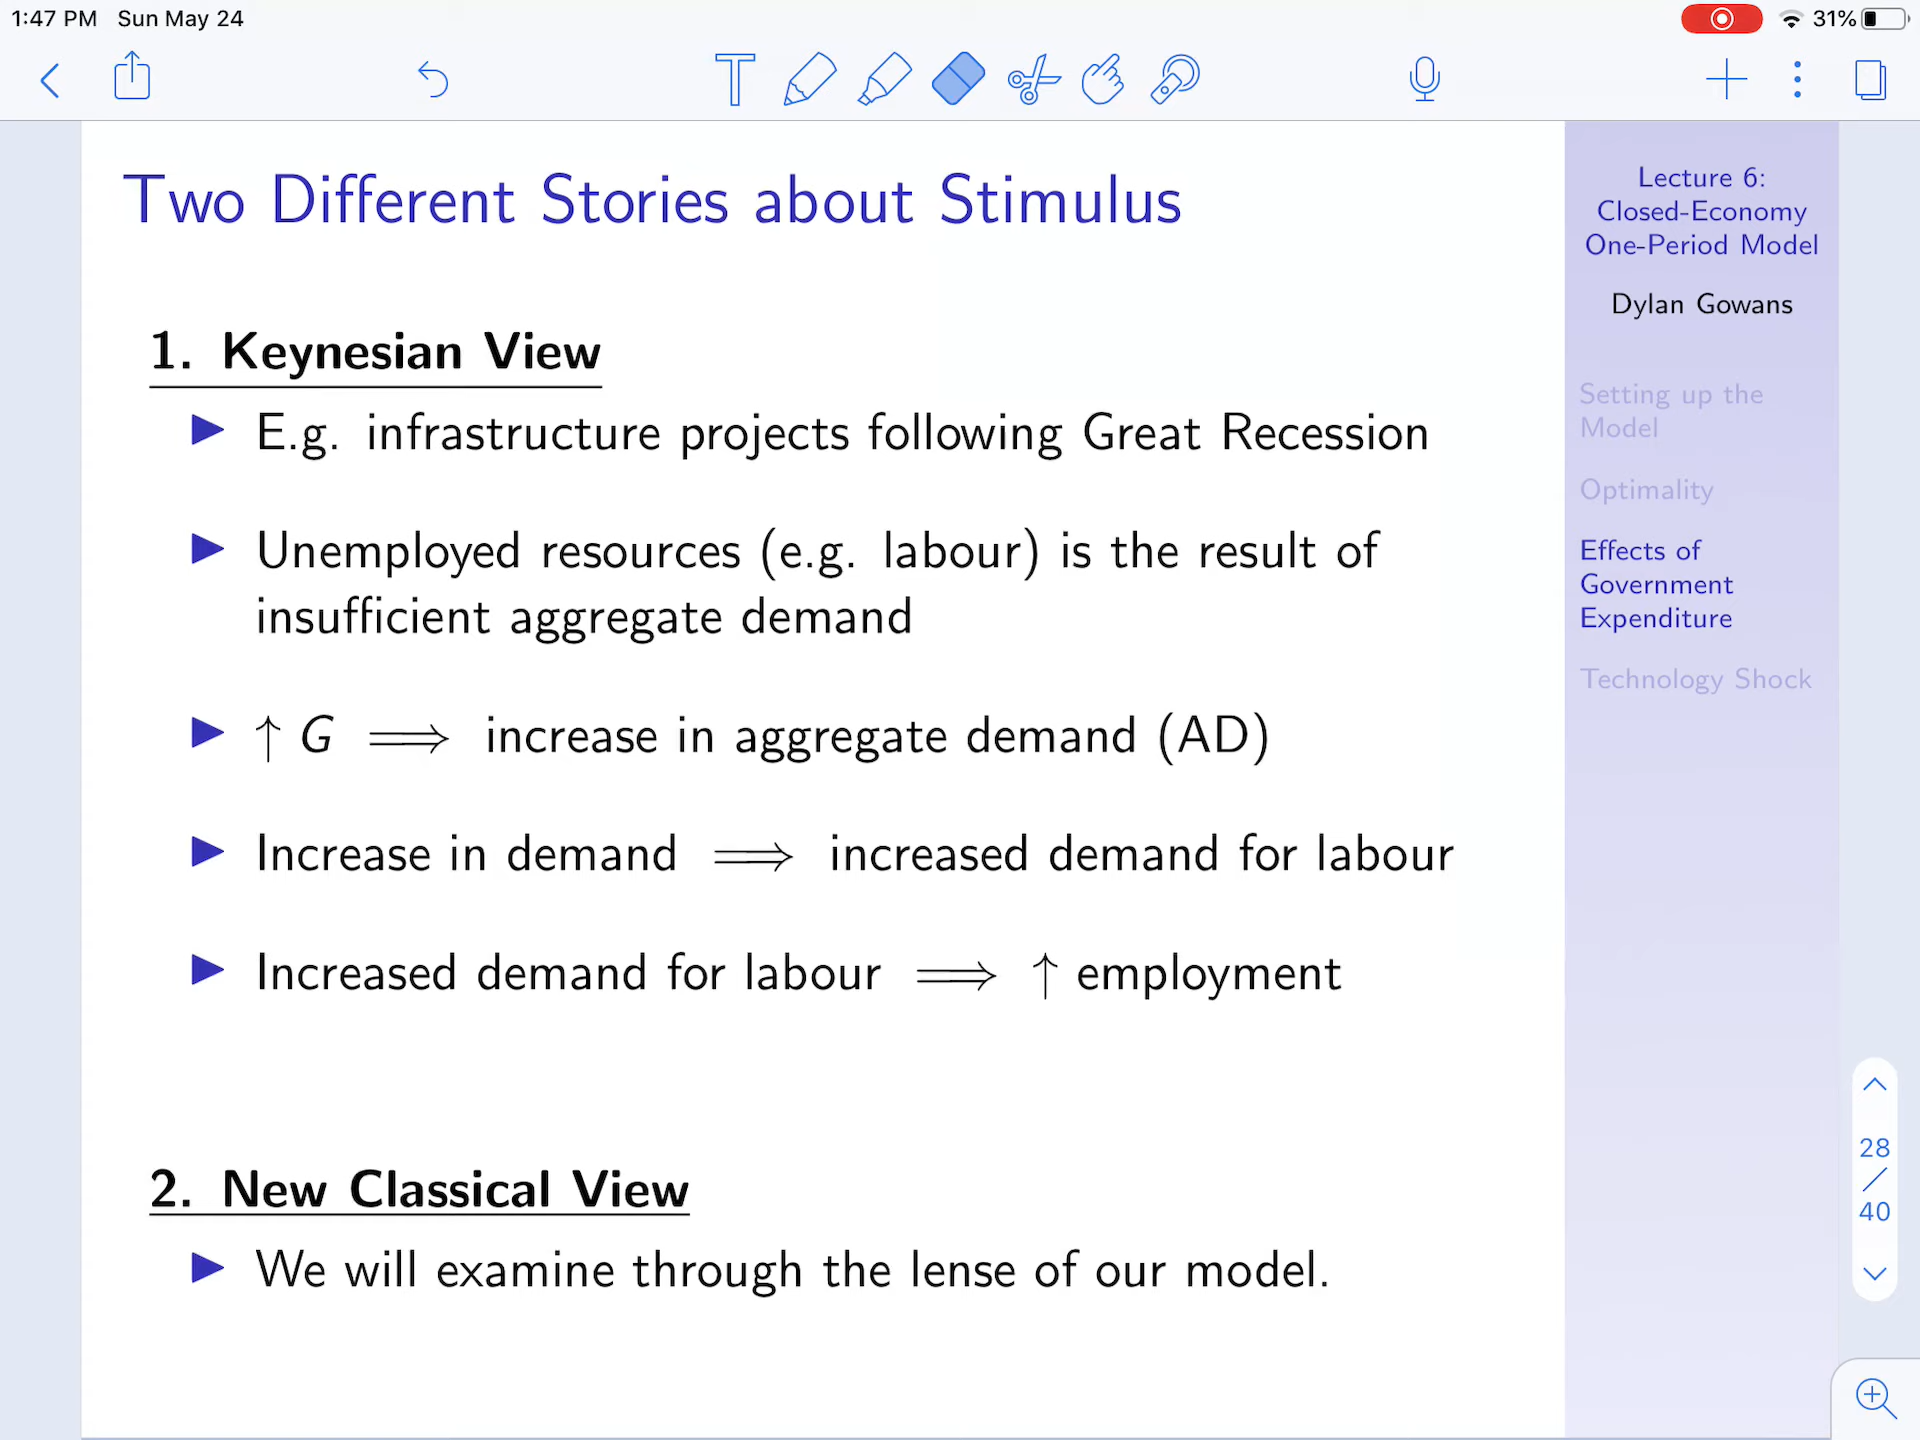 1:47 PM Sun May 24
31%
Two Different Stories about Stimulus
1. Keynesian View
▶ E.g. infrastructure projects following Great Recession
▶ Unemployed resources (e.g. labour) is the result of
insufficient aggregate demand
▶ ↑ G ⟹ increase in aggregate demand (AD)
▶ Increase in demand ⟹ increased demand for labour
▶ Increased demand for labour ⟹ ↑ employment
2. New Classical View
▶ We will examine through the lense of our model.
Lecture 6:
Closed-Economy
One-Period Model
Dylan Gowans
Setting up the
Model
Optimality
Effects of
Government
Expenditure
Technology Shock
28
/
40